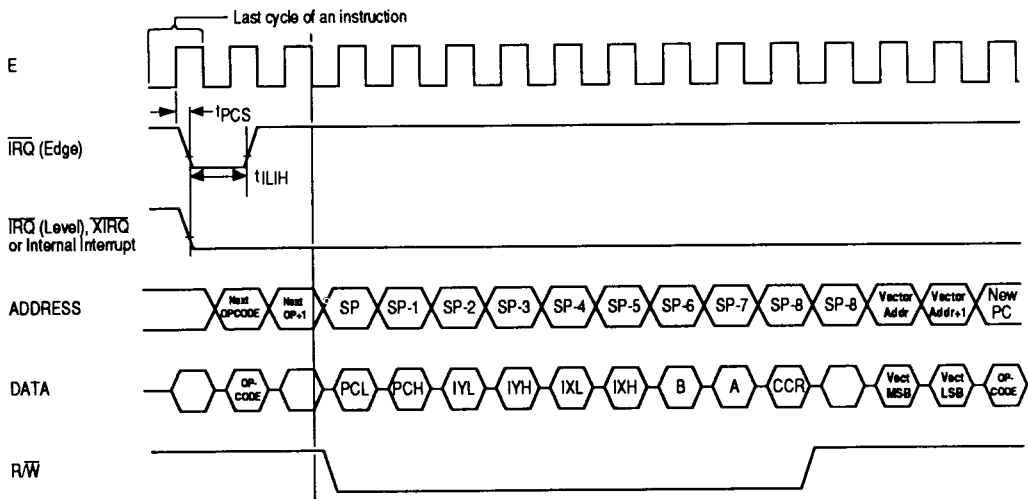 Last cycle of an instruction
E
tPCS
IRQ (Edge)
tILIH
IRQ (Level), XIRQ
or Internal Interrupt
ADDRESS
Next OPCODE
Next OP+1
SP
SP-1
SP-2
SP-3
SP-4
SP-5
SP-6
SP-7
SP-8
SP-8
Vector Addr
Vector Addr+1
New PC
DATA
OP-CODE
PCL
PCH
IYL
IYH
IXL
IXH
B
A
CCR
Vect MSB
Vect LSB
OP-CODE
R/W